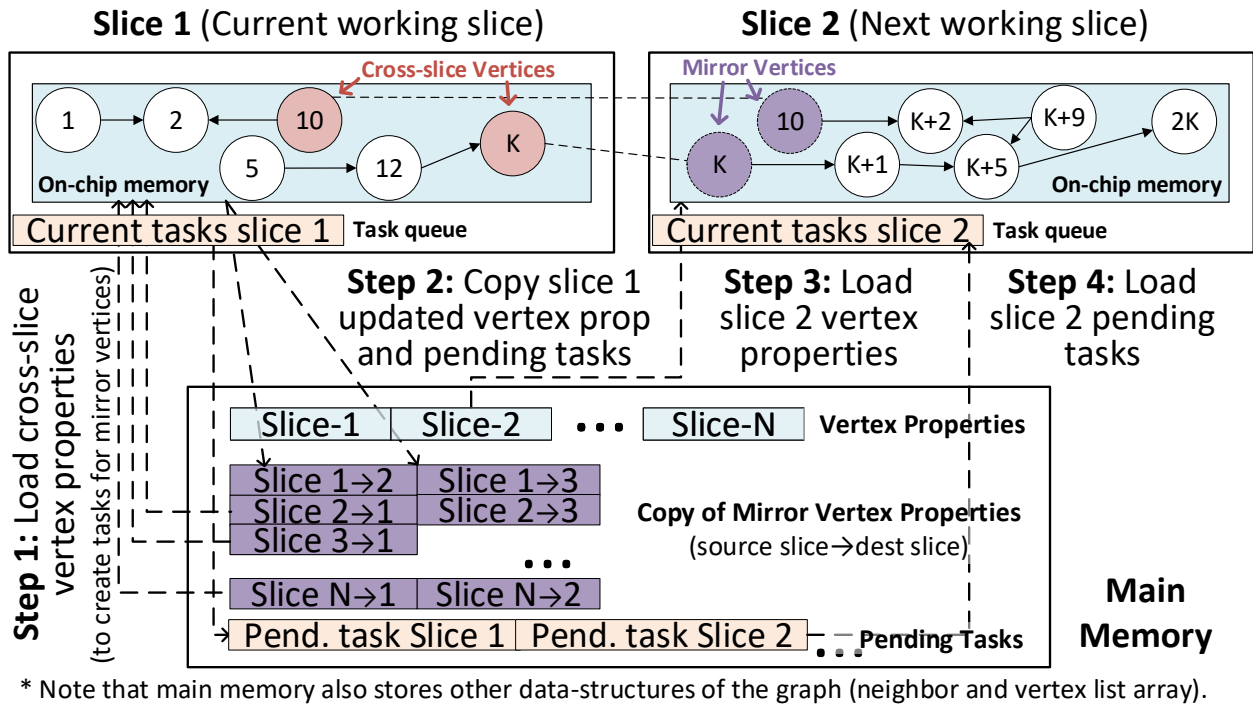 Slice 1 (Current working slice)
Slice 2 (Next working slice)
Cross-slice Vertices
Mirror Vertices
1
2
10
5
12
K
On-chip memory
10
K+2
K+9
2K
K
K+1
K+5
On-chip memory
Current tasks slice 1
Task queue
Current tasks slice 2
Task queue
Step 1: Load cross-slice
vertex properties
(to create tasks for mirror vertices)
Step 2: Copy slice 1
updated vertex prop
and pending tasks
Step 3: Load
slice 2 vertex
properties
Step 4: Load
slice 2 pending
tasks
Slice-1
Slice-2
...
Slice-N
Vertex Properties
Slice 1→2
Slice 1→3
Slice 2→1
Slice 2→3
Slice 3→1
Copy of Mirror Vertex Properties
(source slice→dest slice)
...
Slice N→1
Slice N→2
Pend. task Slice 1
Pend. task Slice 2
...
Pending Tasks
Main
Memory
* Note that main memory also stores other data-structures of the graph (neighbor and vertex list array).